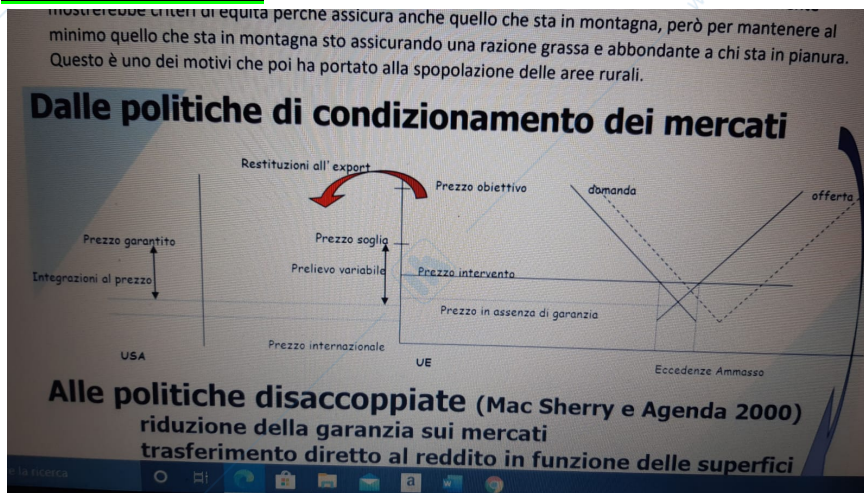 mostrerebbe criteri di equità perché assicura anche quello che sta in montagna, però per mantenere al
minimo quello che sta in montagna sto assicurando una razione grassa e abbondante a chi sta in pianura.
Questo è uno dei motivi che poi ha portato alla spopolazione delle aree rurali.
Dalle politiche di condizionamento dei mercati
Restituzioni all'export
Prezzo obiettivo
domanda
offerta
Prezzo garantito
Prezzo soglia
Integrazioni al prezzo
Prelievo variabile
Prezzo intervento
Prezzo in assenza di garanzia
Prezzo internazionale
USA
UE
Eccedenze Ammasso
Alle politiche disaccoppiate (Mac Sherry e Agenda 2000)
riduzione della garanzia sui mercati
trasferimento diretto al reddito in funzione delle superfici
la ricerca